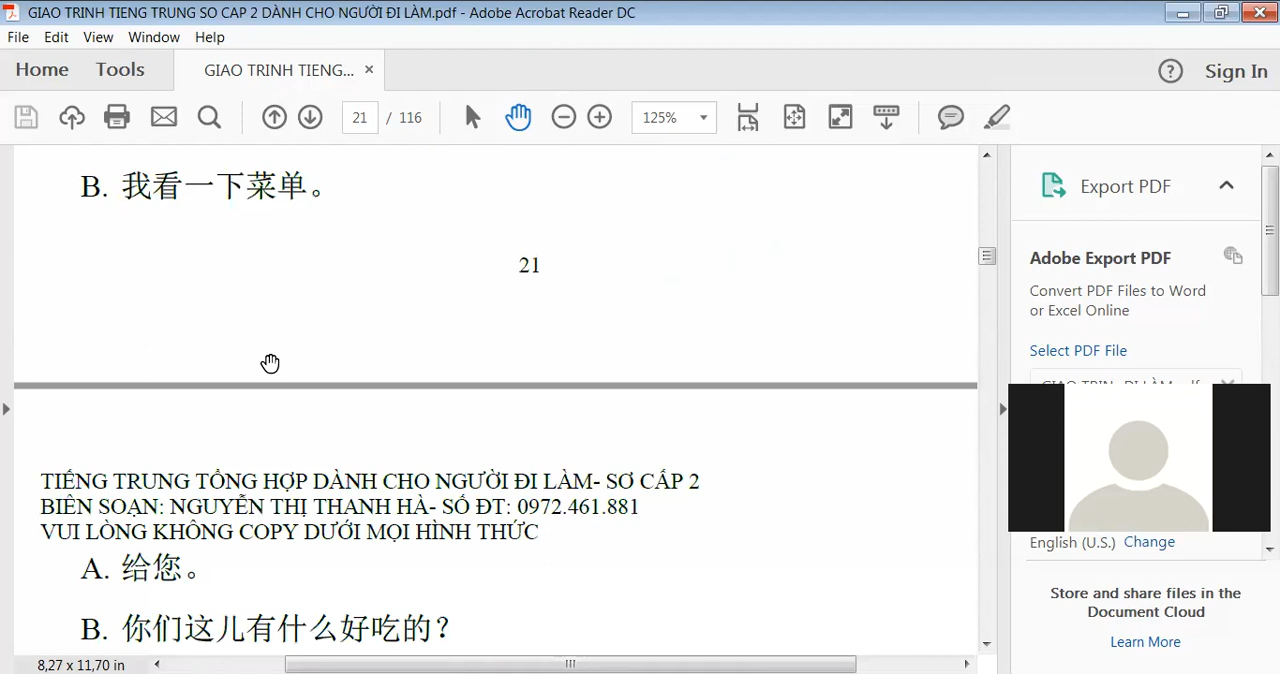 GIAO TRINH TIENG TRUNG SO CAP 2 DÀNH CHO NGƯỜI ĐI LÀM.pdf - Adobe Acrobat Reader DC
File Edit View Window Help
Home Tools GIAO TRINH TIENG... × Sign In
21 / 116 125%
B. 我看一下菜单。
21
TIẾNG TRUNG TỔNG HỢP DÀNH CHO NGƯỜI ĐI LÀM- SƠ CẤP 2
BIÊN SOẠN: NGUYỄN THỊ THANH HÀ- SỐ ĐT: 0972.461.881
VUI LÒNG KHÔNG COPY DƯỚI MỌI HÌNH THỨC
A. 给您。
B. 你们这儿有什么好吃的？
8,27 x 11,70 in
Export PDF
Adobe Export PDF
Convert PDF Files to Word
or Excel Online
Select PDF File
English (U.S.) Change
Store and share files in the
Document Cloud
Learn More